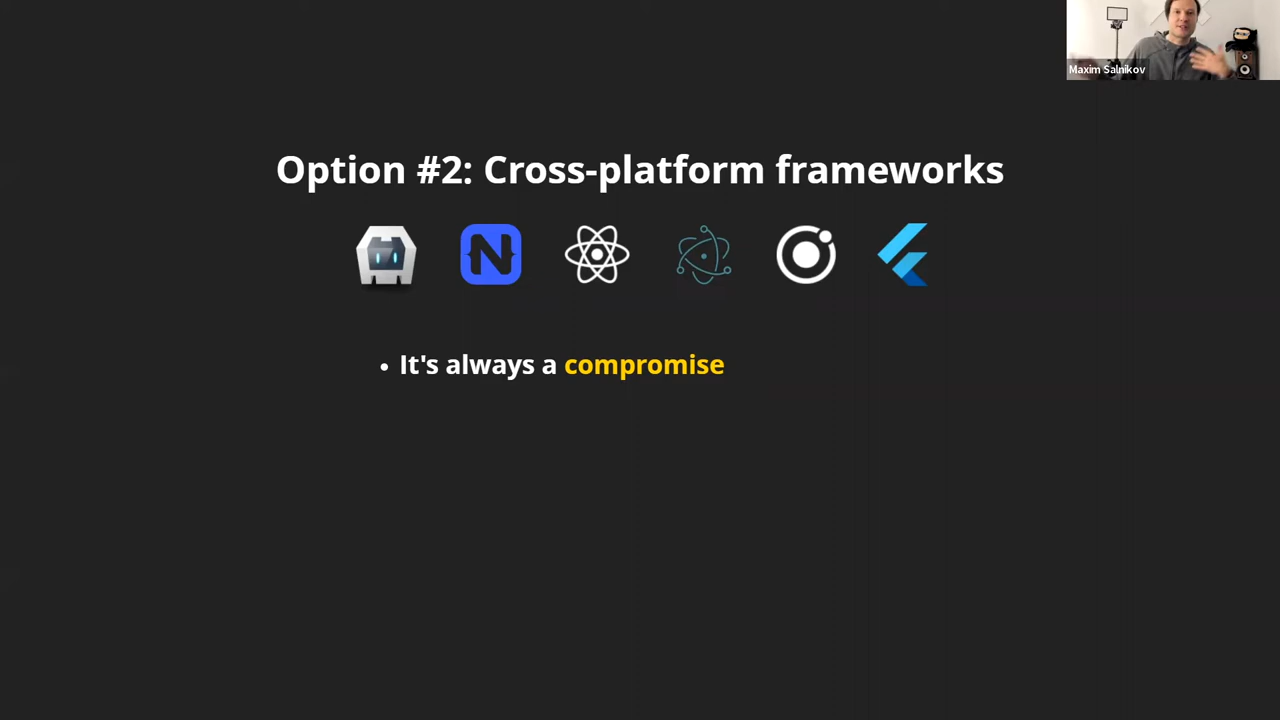 Maxim Salnikov
Option #2: Cross-platform frameworks
N
It's always a compromise